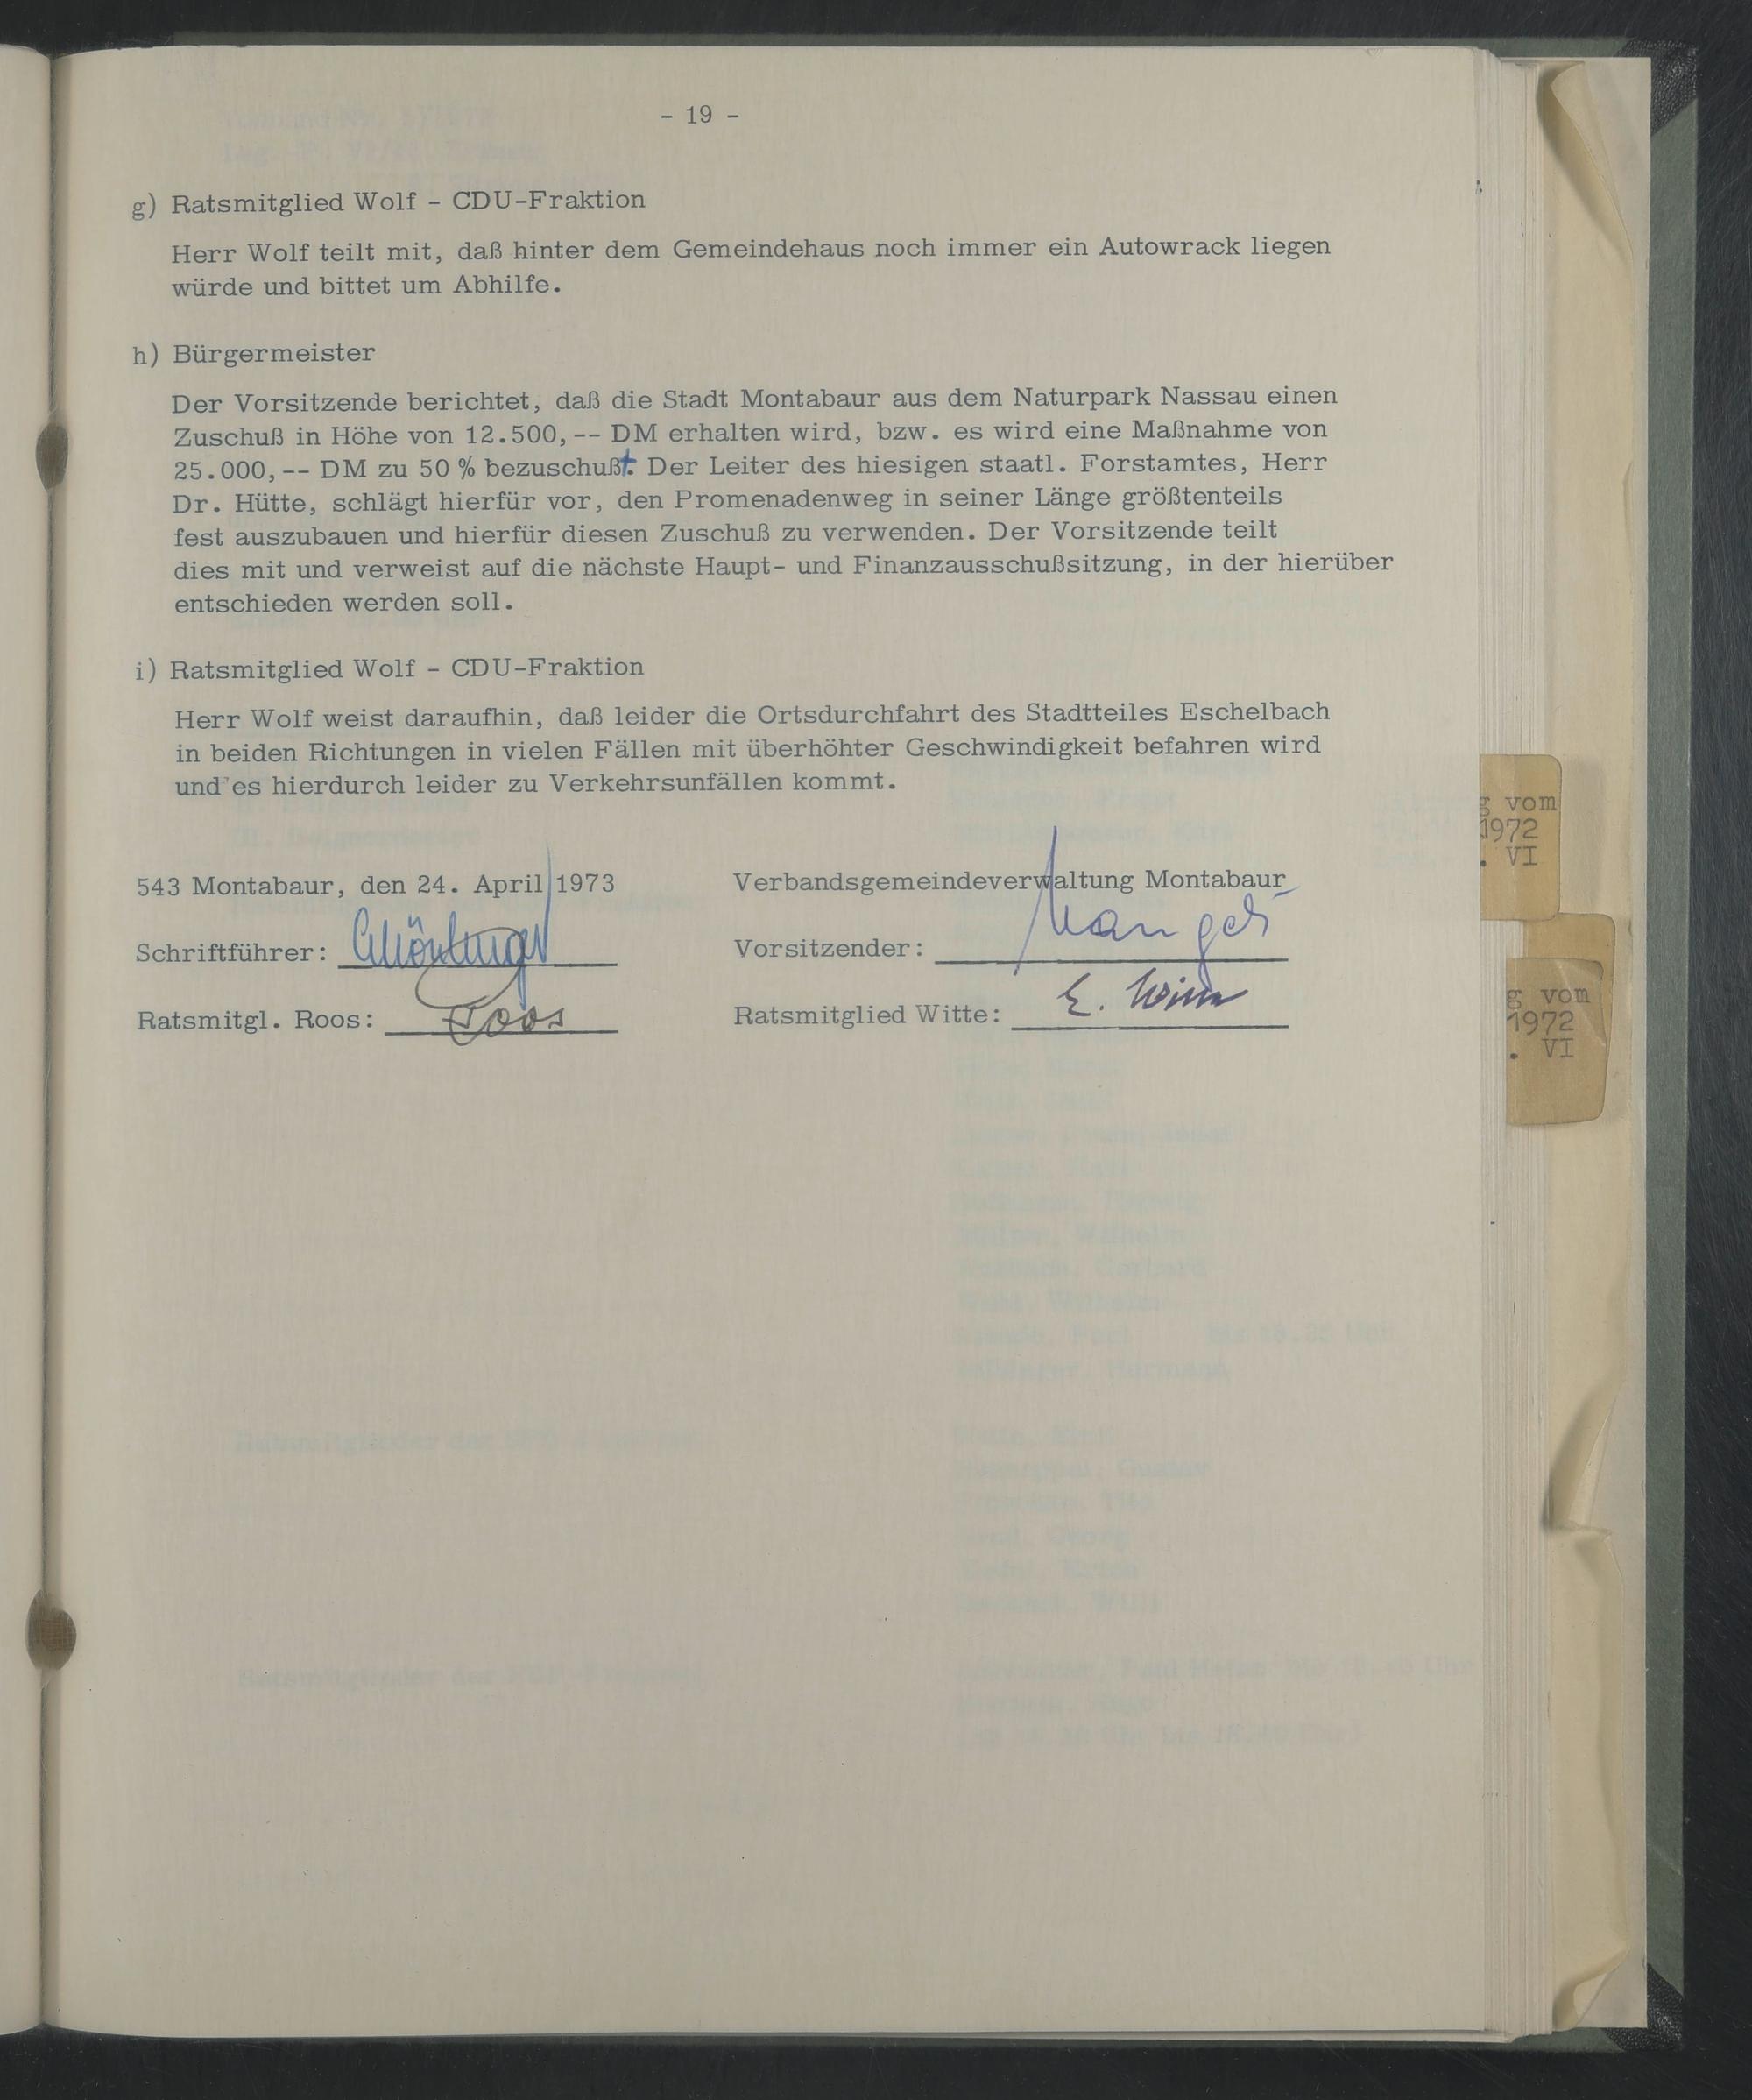 - 19 -
g) Ratsmitglied Wolf - CDU-Fraktion
Herr Wolf teilt mit, daß hinter dem Gemeindehaus noch immer ein Autowrack liegen
würde und bittet um Abhilfe.
h) Bürgermeister
Der Vorsitzende berichtet, daß die Stadt Montabaur aus dem Naturpark Nassau einen
Zuschuß in Höhe von 12.500,-- DM erhalten wird, bzw. es wird eine Maßnahme von
25.000,-- DM zu 50 % bezuschußt. Der Leiter des hiesigen staatl. Forstamtes, Herr
Dr. Hütte, schlägt hierfür vor, den Promenadenweg in seiner Länge größtenteils
fest auszubauen und hierfür diesen Zuschuß zu verwenden. Der Vorsitzende teilt
dies mit und verweist auf die nächste Haupt- und Finanzausschußsitzung, in der hierüber
entschieden werden soll.
i) Ratsmitglied Wolf - CDU-Fraktion
Herr Wolf weist daraufhin, daß leider die Ortsdurchfahrt des Stadtteiles Eschelbach
in beiden Richtungen in vielen Fällen mit überhöhter Geschwindigkeit befahren wird
und es hierdurch leider zu Verkehrsunfällen kommt.
543 Montabaur, den 24. April 1973 Verbandsgemeindeverwaltung Montabaur
Schriftführer: Vorsitzender: Mangels
Ratsmitgl. Roos: Roos Ratsmitglied Witte: E. Witte
g vom
1972
. VI
g vom
1972
. VI